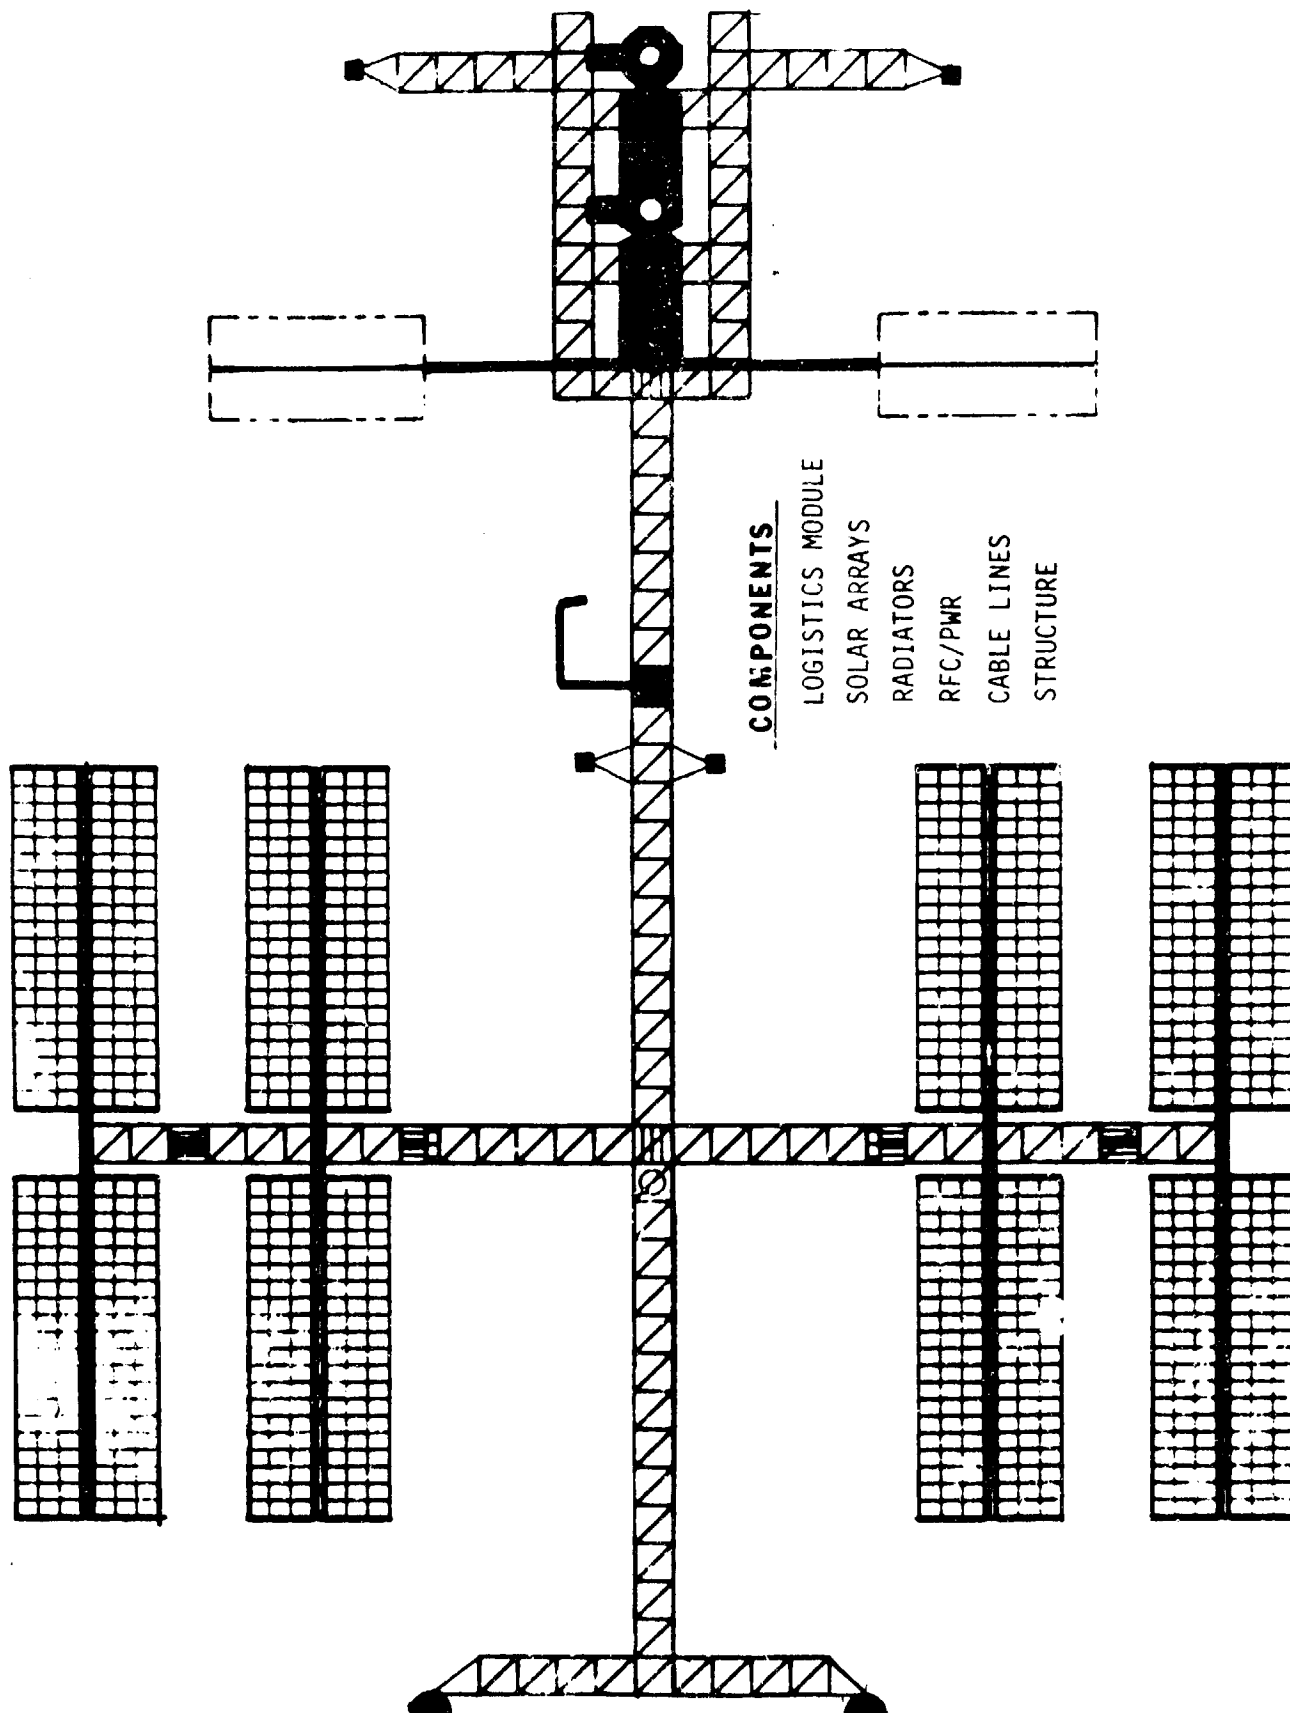 COMPONENTS
LOGISTICS MODULE
SOLAR ARRAYS
RADIATORS
RFC/PWR
CABLE LINES
STRUCTURE